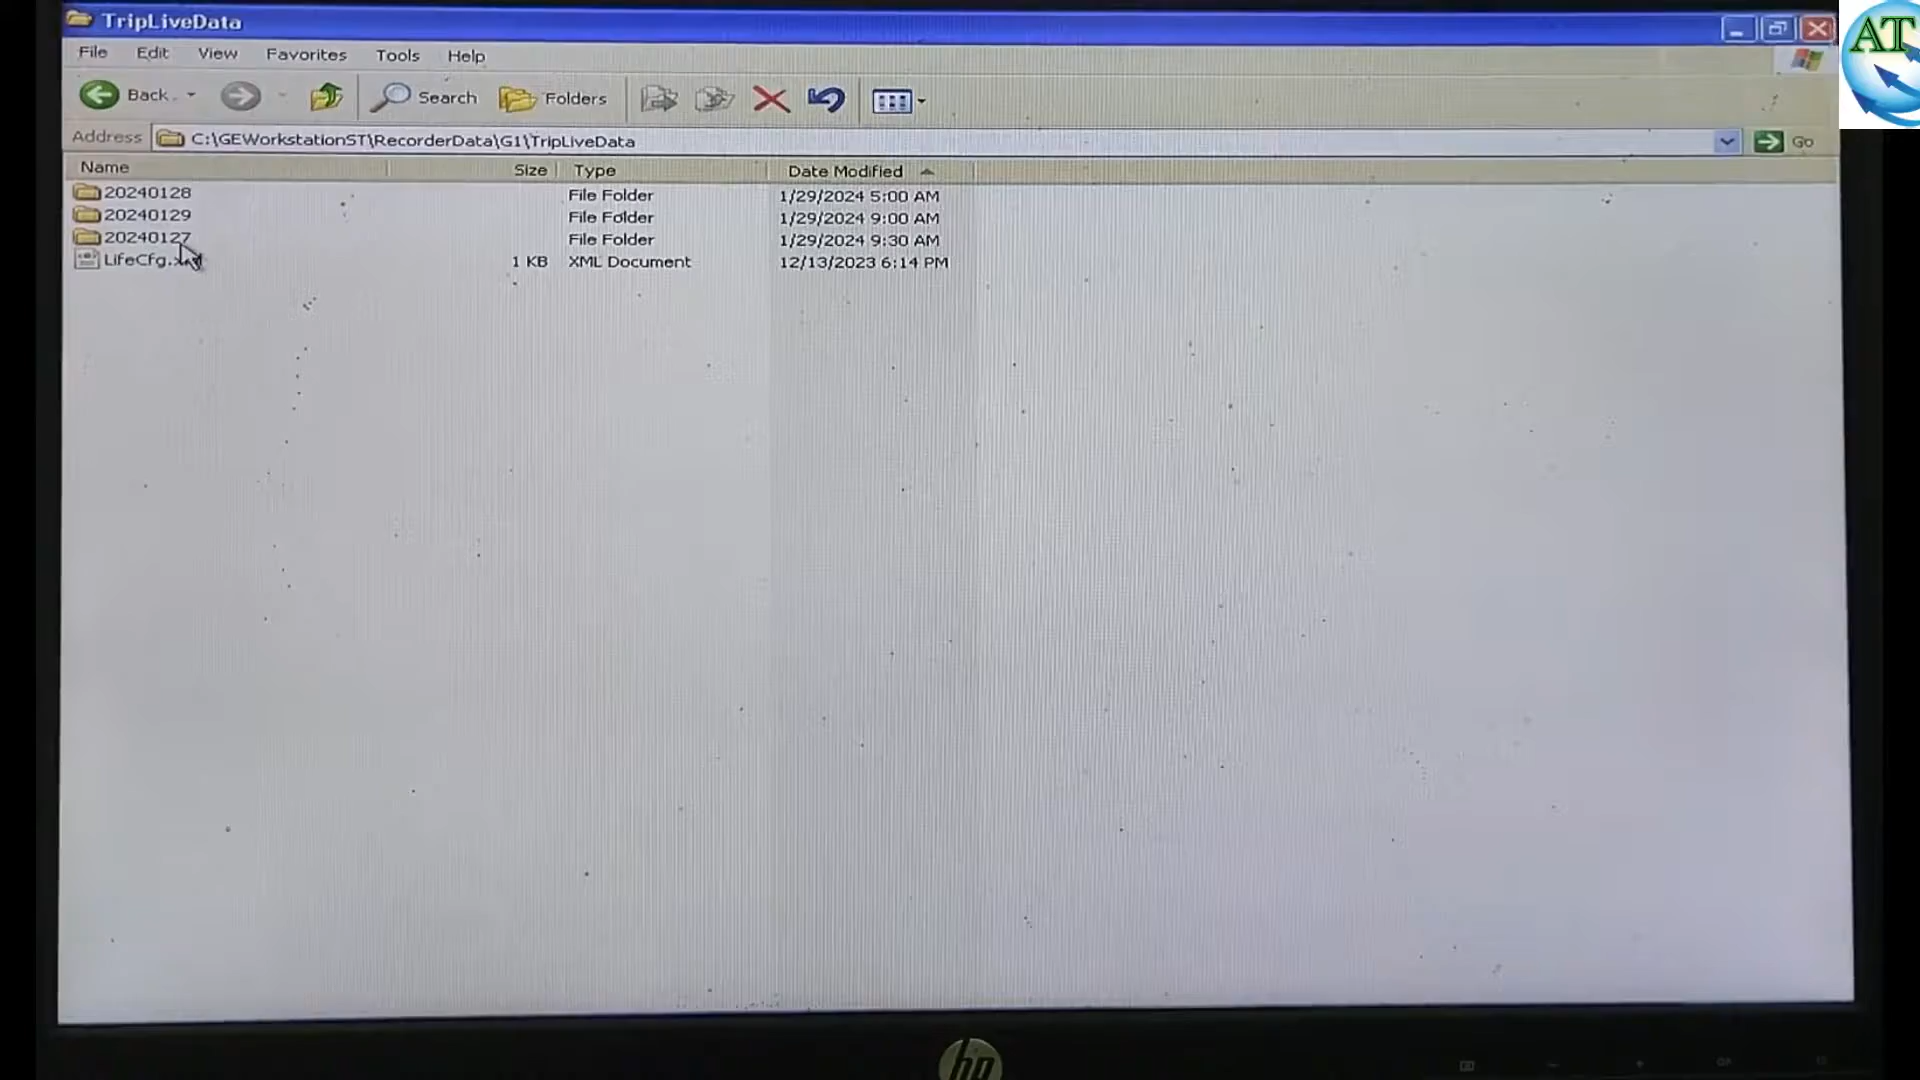 TripLiveData
File Edit View Favorites Tools Help
Back Search Folders
Address C:\GEWorkstationST\RecorderData\G1\TripLiveData Go
Name Size Type Date Modified
20240128 File Folder 1/29/2024 5:00 AM
20240129 File Folder 1/29/2024 9:00 AM
20240127 File Folder 1/29/2024 9:30 AM
LifeCfg.xml 1 KB XML Document 12/13/2023 6:14 PM
hp
AT